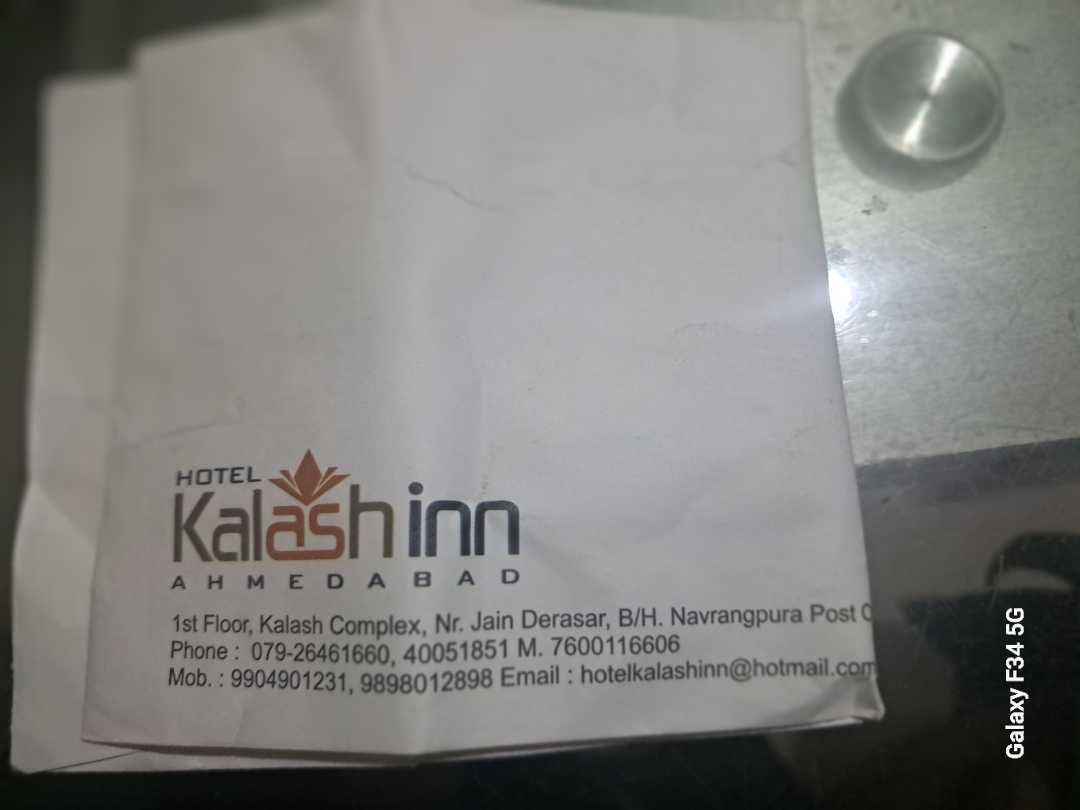 HOTEL
Kalash inn
AHMEDABAD
1st Floor, Kalash Complex, Nr. Jain Derasar, B/H. Navrangpura Post
Phone : 079-26461660, 40051851 M. 7600116606
Mob. : 9904901231, 9898012898 Email : hotelkalashinn@hotmail.com
Galaxy F34 5G